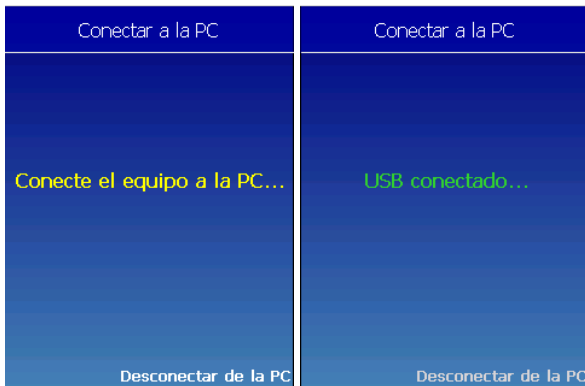 Conectar a la PC
Conecte el equipo a la PC...
Desconectar de la PC
Conectar a la PC
USB conectado...
Desconectar de la PC